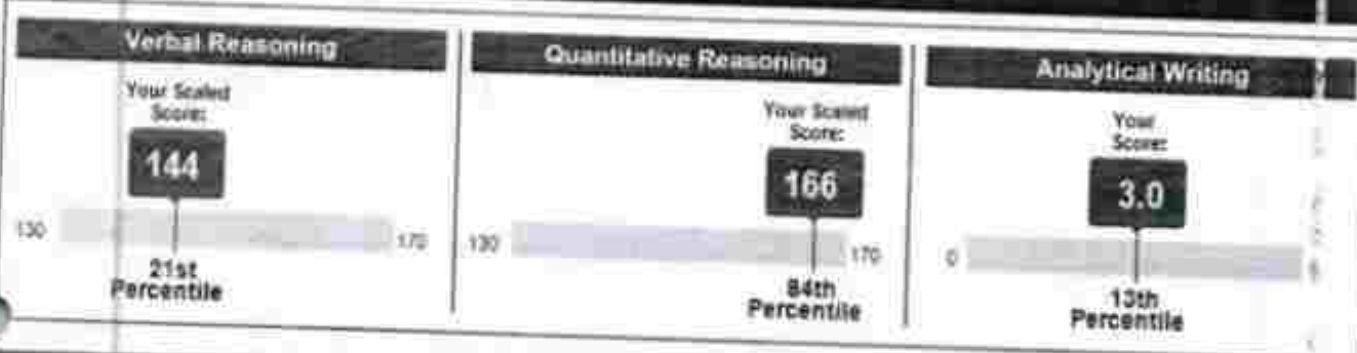 Verbal Reasoning
Your Scaled
Score:
144
130
170
21st
Percentile
Quantitative Reasoning
Your Scaled
Score:
166
130
170
84th
Percentile
Analytical Writing
Your
Score:
3.0
0
6
13th
Percentile